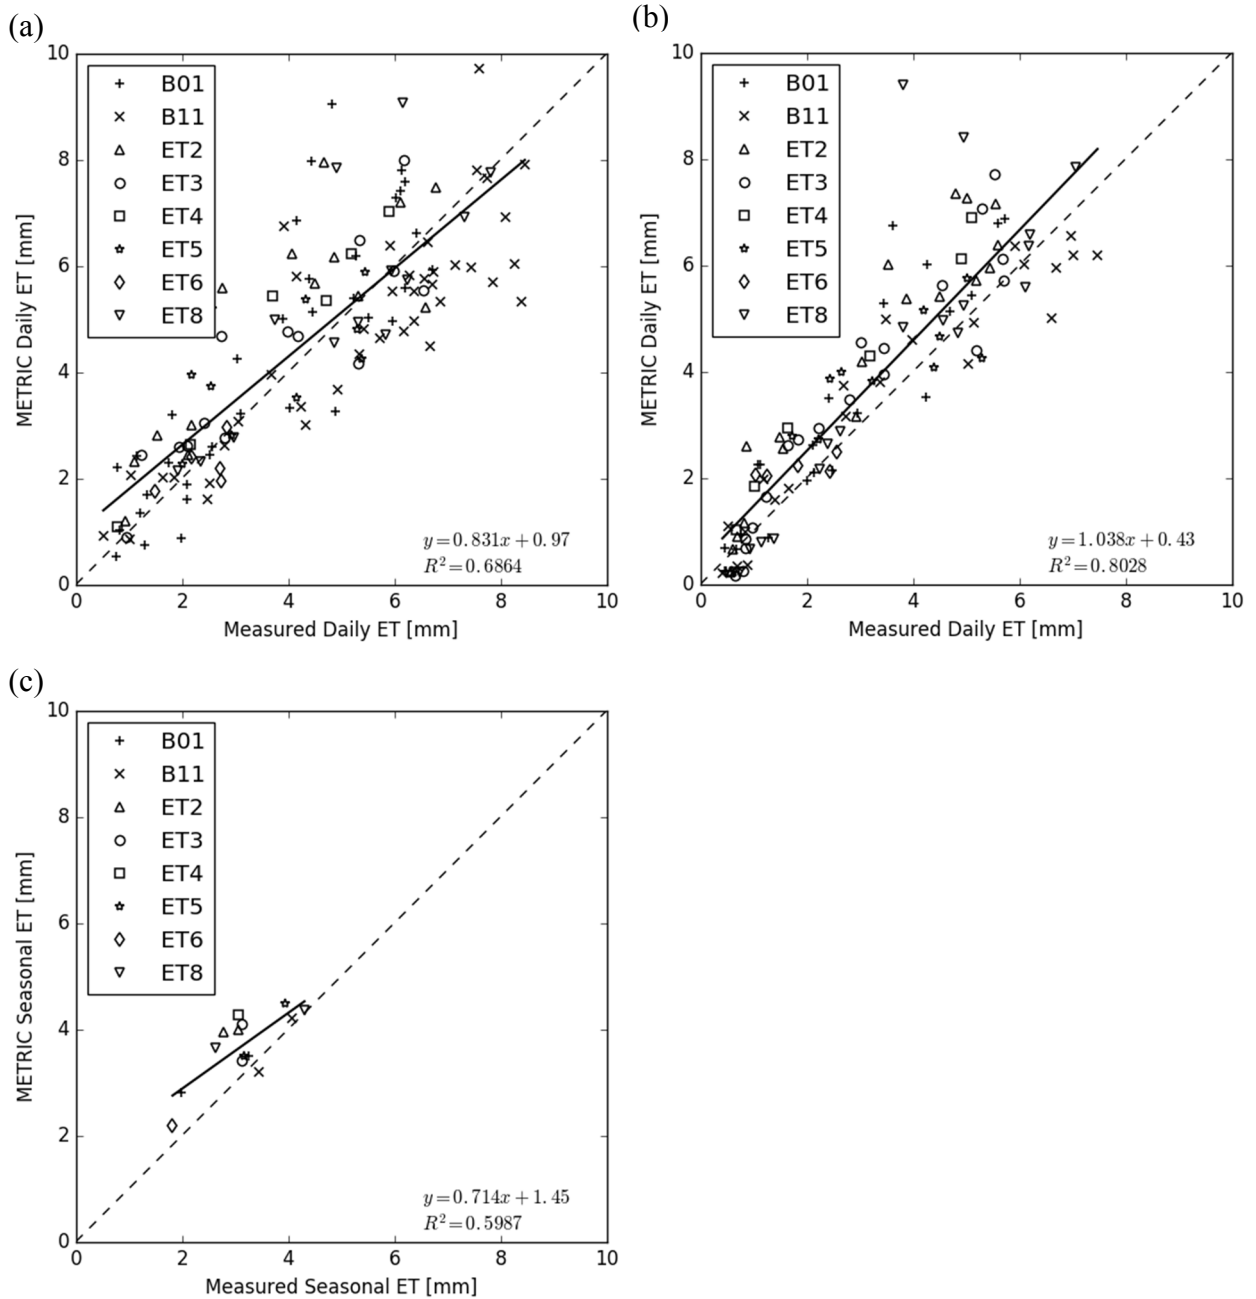 (a)
10
8
6
4
2
0
METRIC Daily ET [mm]
B01
B11
ET2
ET3
ET4
ET5
ET6
ET8
y=0.831x+0.97
R²=0.6864
0 2 4 6 8 10
Measured Daily ET [mm]
(b)
10
8
6
4
2
0
METRIC Daily ET [mm]
B01
B11
ET2
ET3
ET4
ET5
ET6
ET8
y=1.038x+0.43
R²=0.8028
0 2 4 6 8 10
Measured Daily ET [mm]
(c)
10
8
6
4
2
0
METRIC Seasonal ET [mm]
B01
B11
ET2
ET3
ET4
ET5
ET6
ET8
y=0.714x+1.45
R²=0.5987
0 2 4 6 8 10
Measured Seasonal ET [mm]